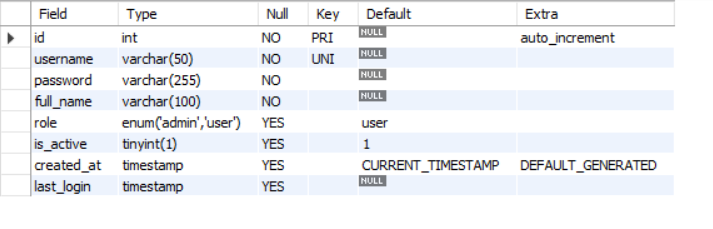 Field Type Null Key Default Extra
id int NO PRI NULL auto_increment
username varchar(50) NO UNI NULL
password varchar(255) NO NULL
full_name varchar(100) NO NULL
role enum('admin','user') YES user
is_active tinyint(1) YES 1
created_at timestamp YES CURRENT_TIMESTAMP DEFAULT_GENERATED
last_login timestamp YES NULL